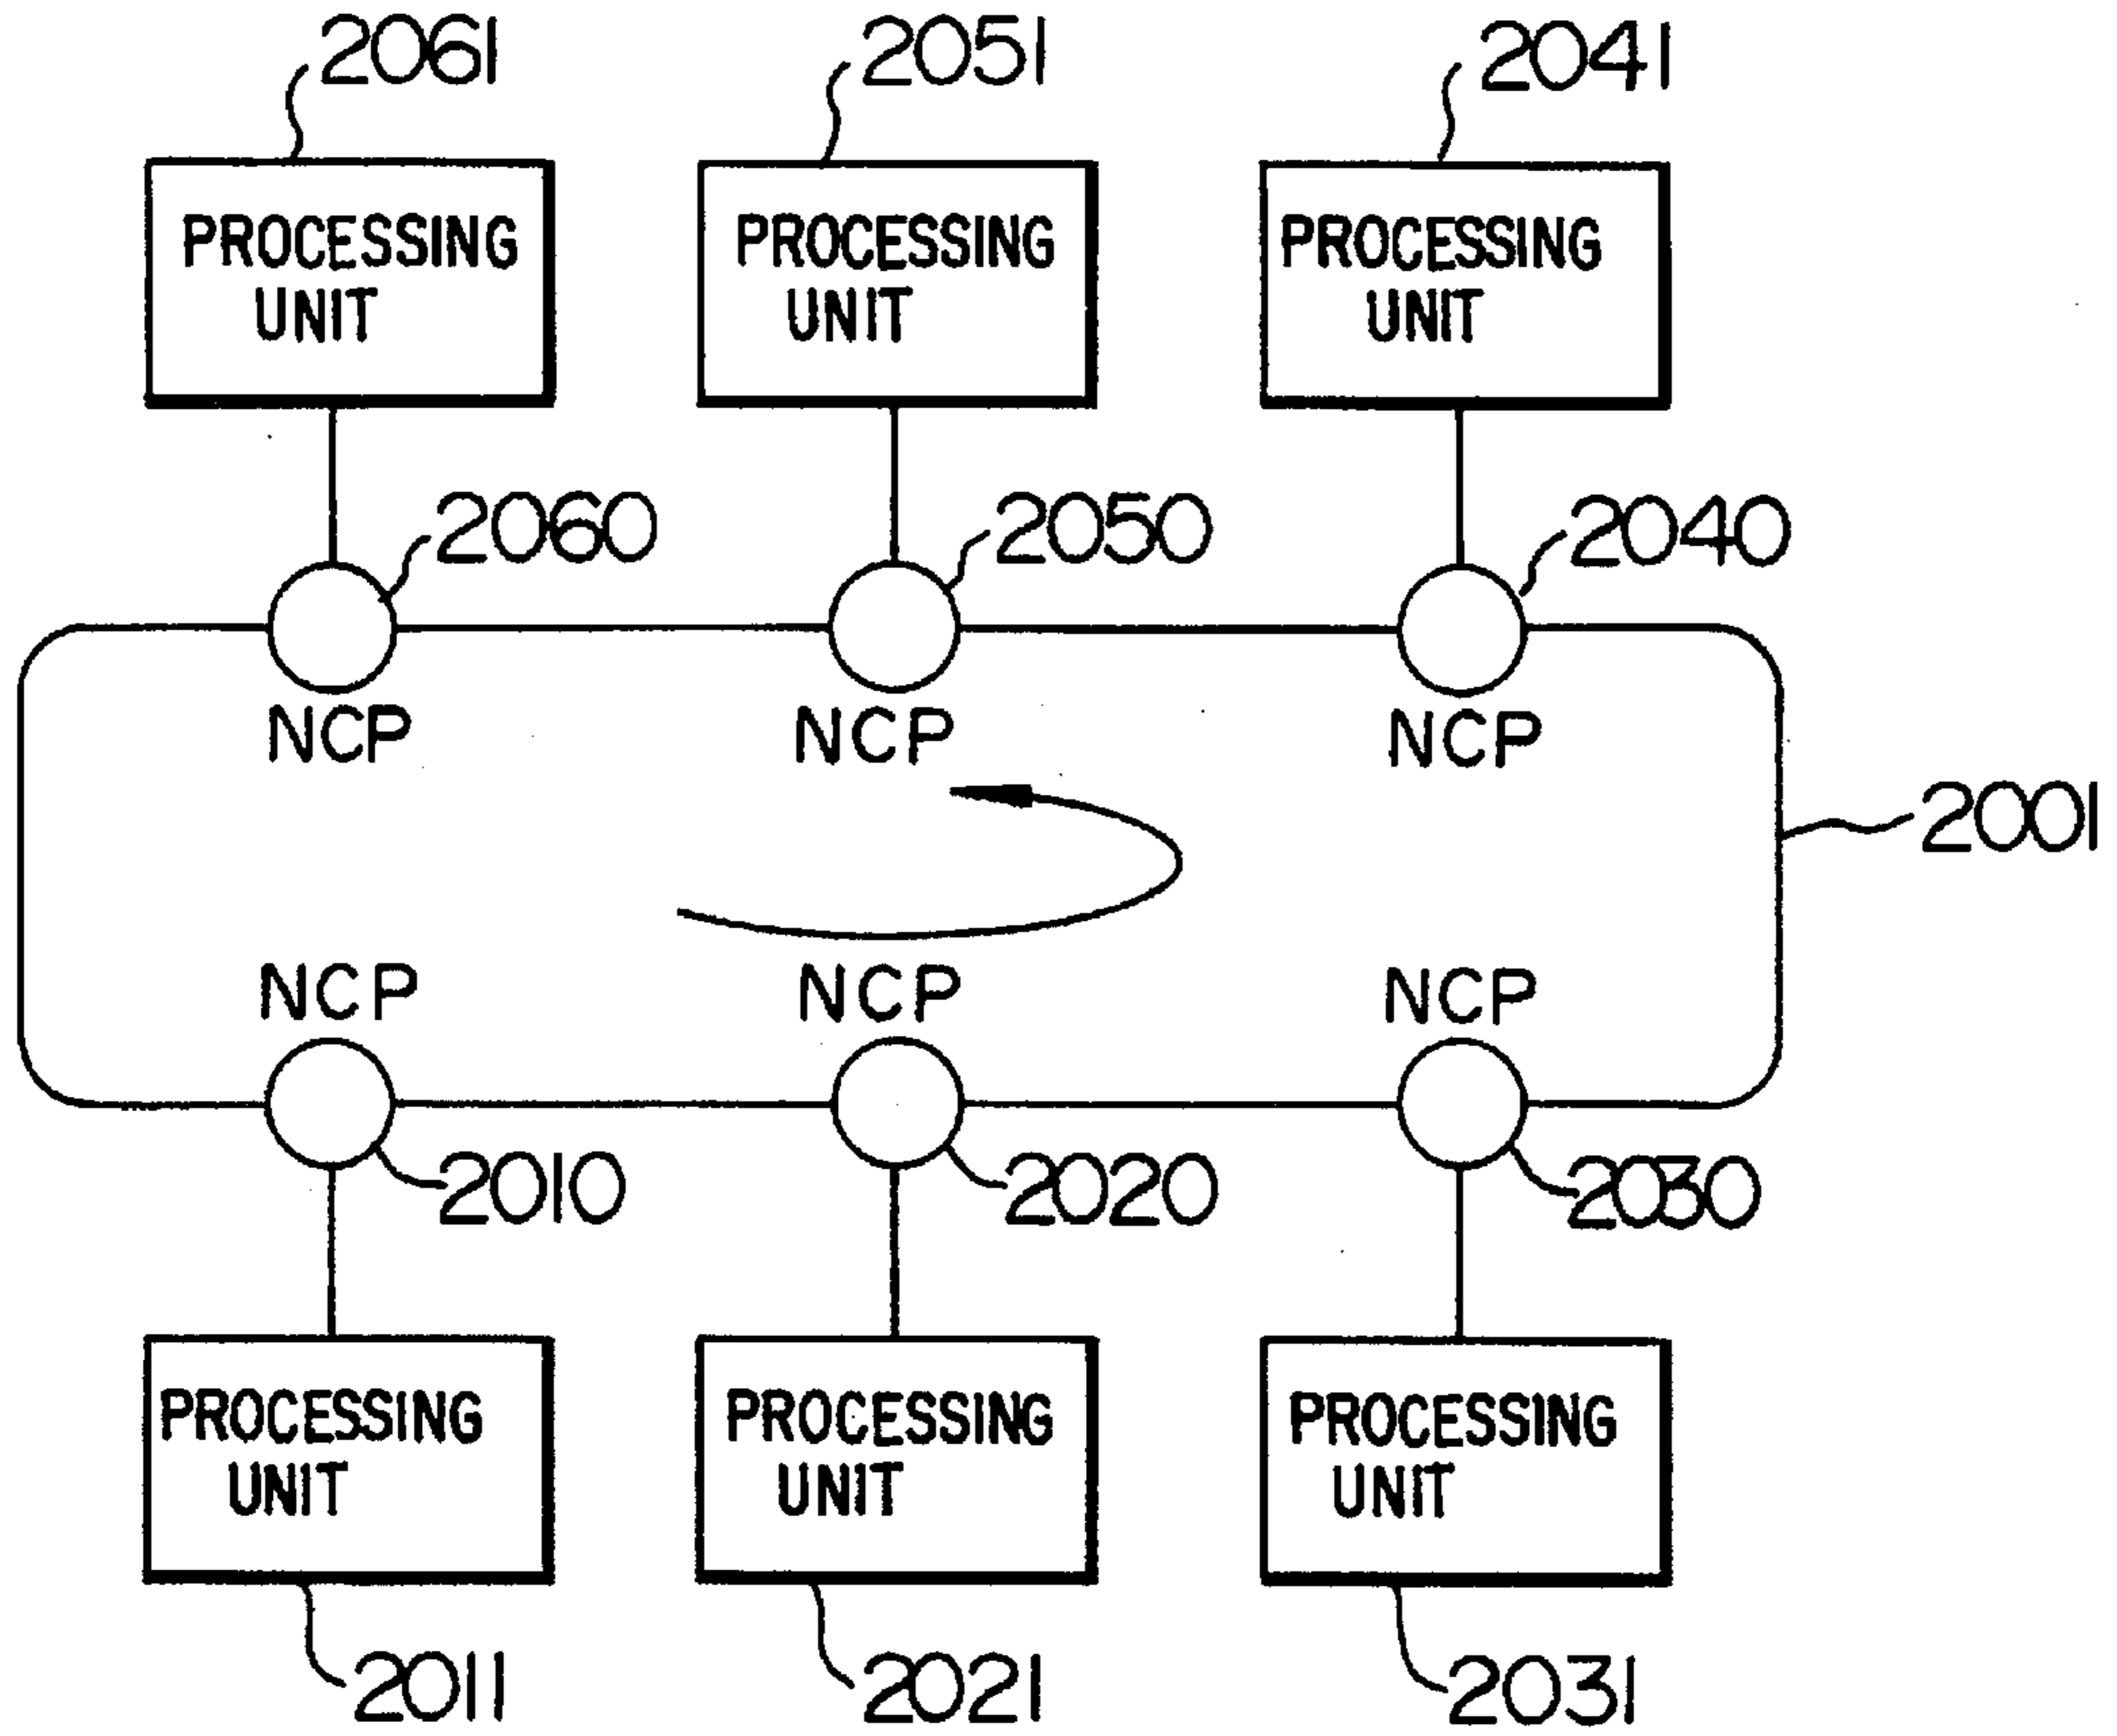 2061 2051 2041
PROCESSING UNIT
PROCESSING UNIT
PROCESSING UNIT
2060 2050 2040
NCP NCP NCP
2001
NCP NCP NCP
2010 2020 2030
PROCESSING UNIT
PROCESSING UNIT
PROCESSING UNIT
2011 2021 2031